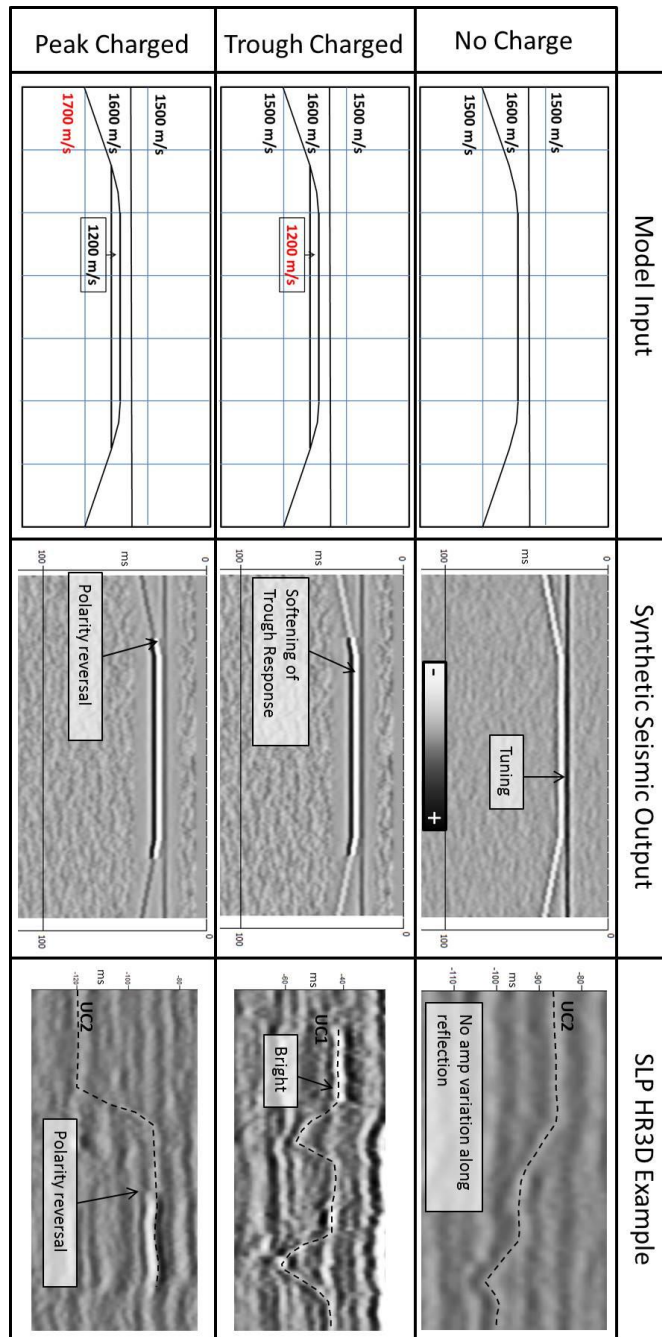 Model Input
Synthetic Seismic Output
SLP HR3D Example
No Charge
1500 m/s
1600 m/s
1500 m/s
0
ms
100
Tuning
- +
0
100
-80
-90
ms
-100
-110
UC2
No amp variation along
reflection
Trough Charged
1500 m/s
1600 m/s
1500 m/s
1200 m/s
0
ms
100
Softening of
Trough Response
0
100
-40
ms
-60
UC1
Bright
Peak Charged
1500 m/s
1600 m/s
1700 m/s
1200 m/s
0
ms
100
Polarity reversal
0
100
-80
-100
ms
-120
UC2
Polarity reversal